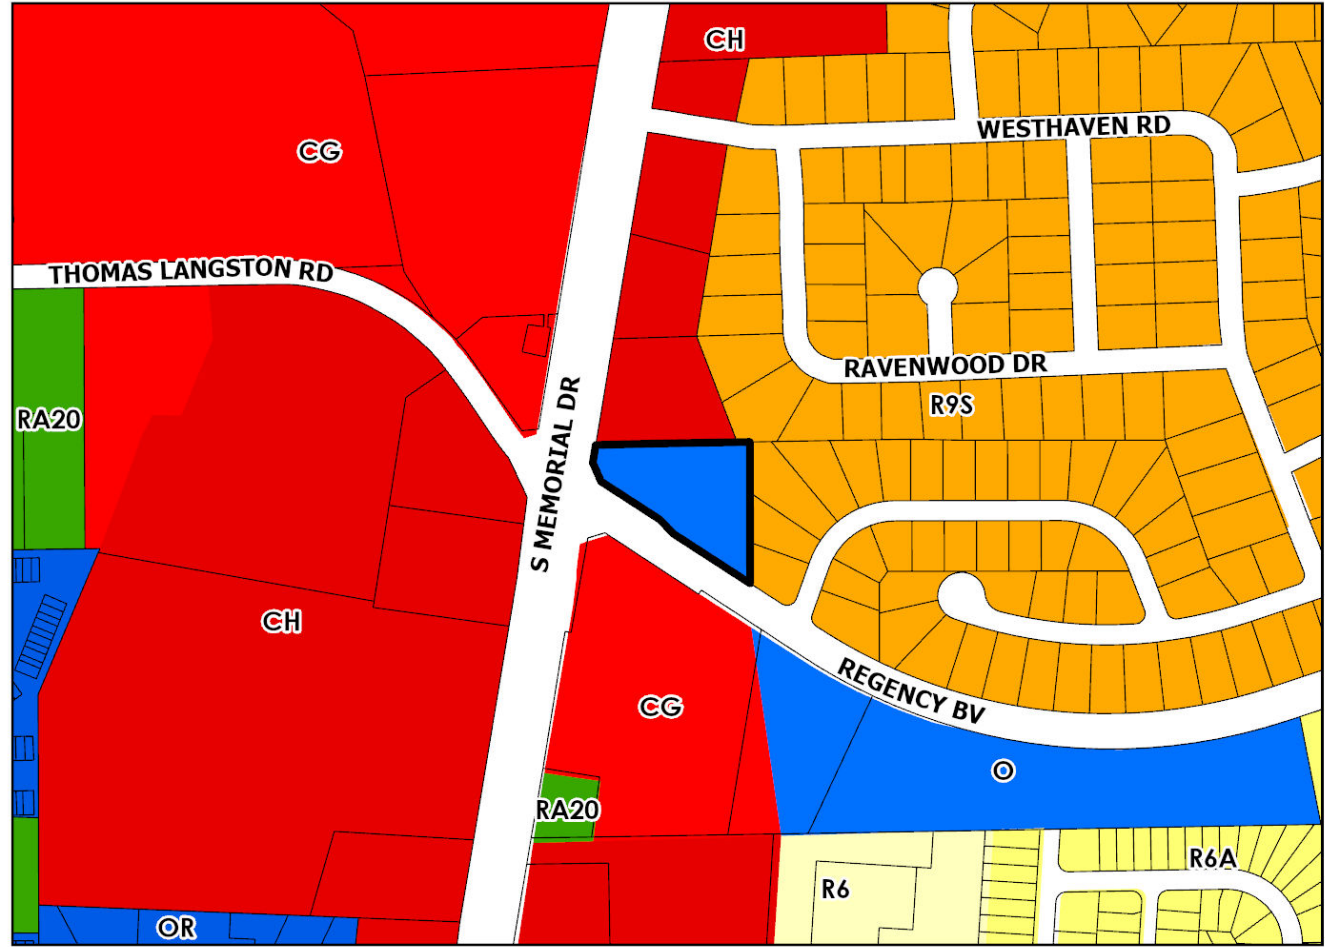 CH
WESTHAVEN RD
CG
THOMAS LANGSTON RD
RAVENWOOD DR
R9S
RA20
S MEMORIAL DR
CH
REGENCY BV
CG
O
RA20
R6A
R6
OR